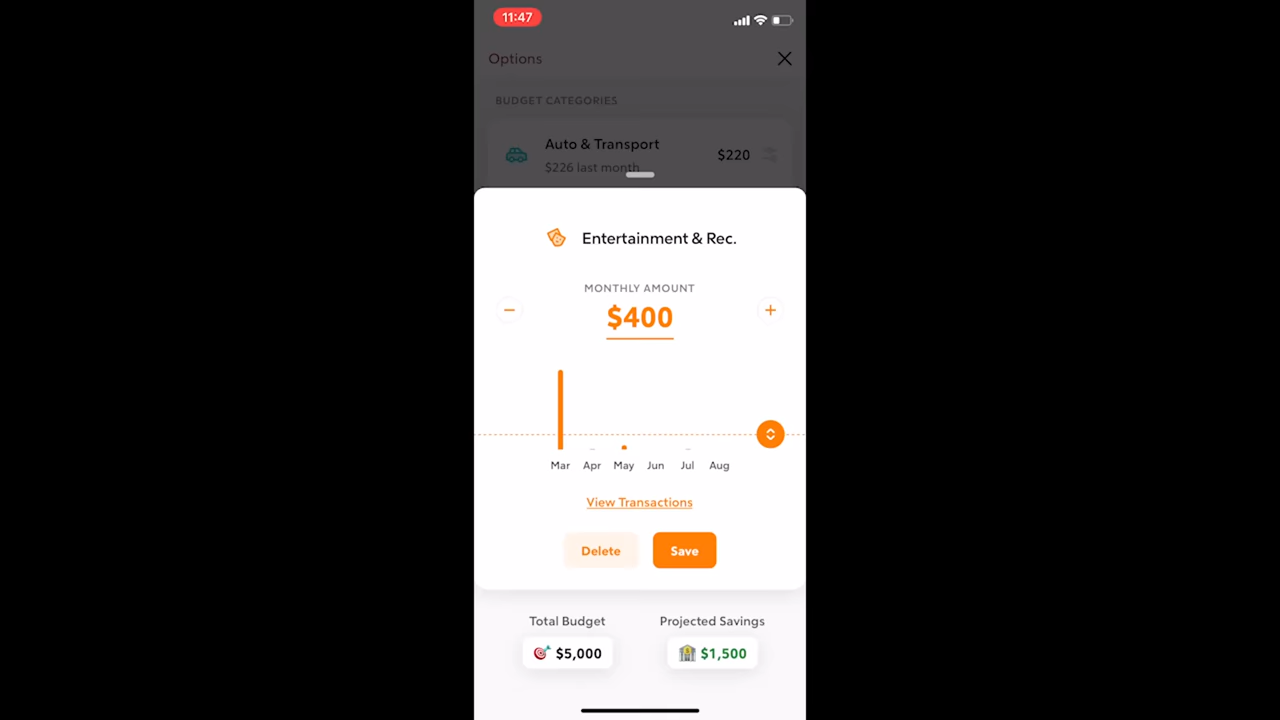 11:47
Options
BUDGET CATEGORIES
Auto & Transport
$220
$226 last month
Entertainment & Rec.
MONTHLY AMOUNT
$400
Mar Apr May Jun Jul Aug
View Transactions
Delete Save
Total Budget Projected Savings
$5,000 $1,500